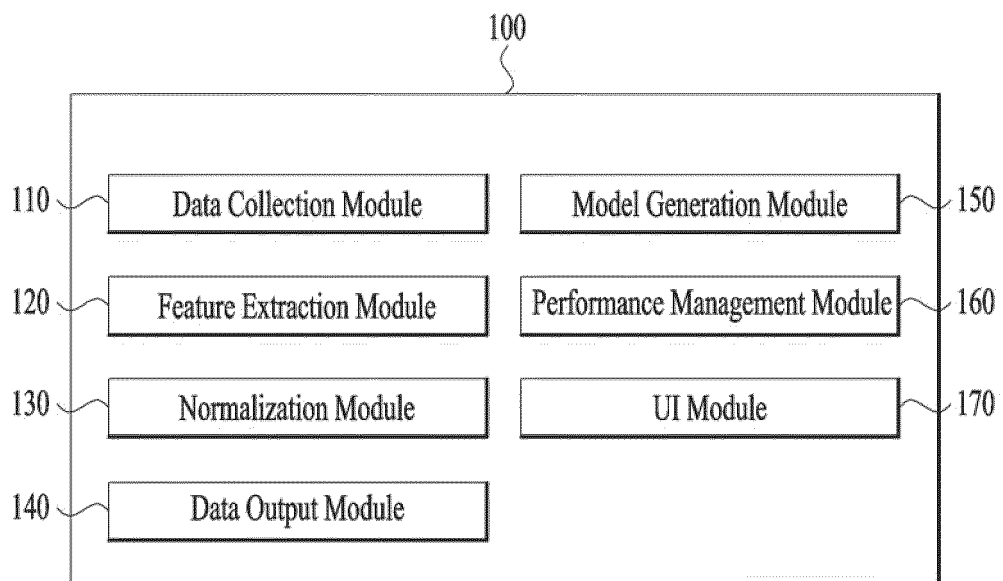 100
110 Data Collection Module Model Generation Module 150
120 Feature Extraction Module Performance Management Module 160
130 Normalization Module UI Module 170
140 Data Output Module